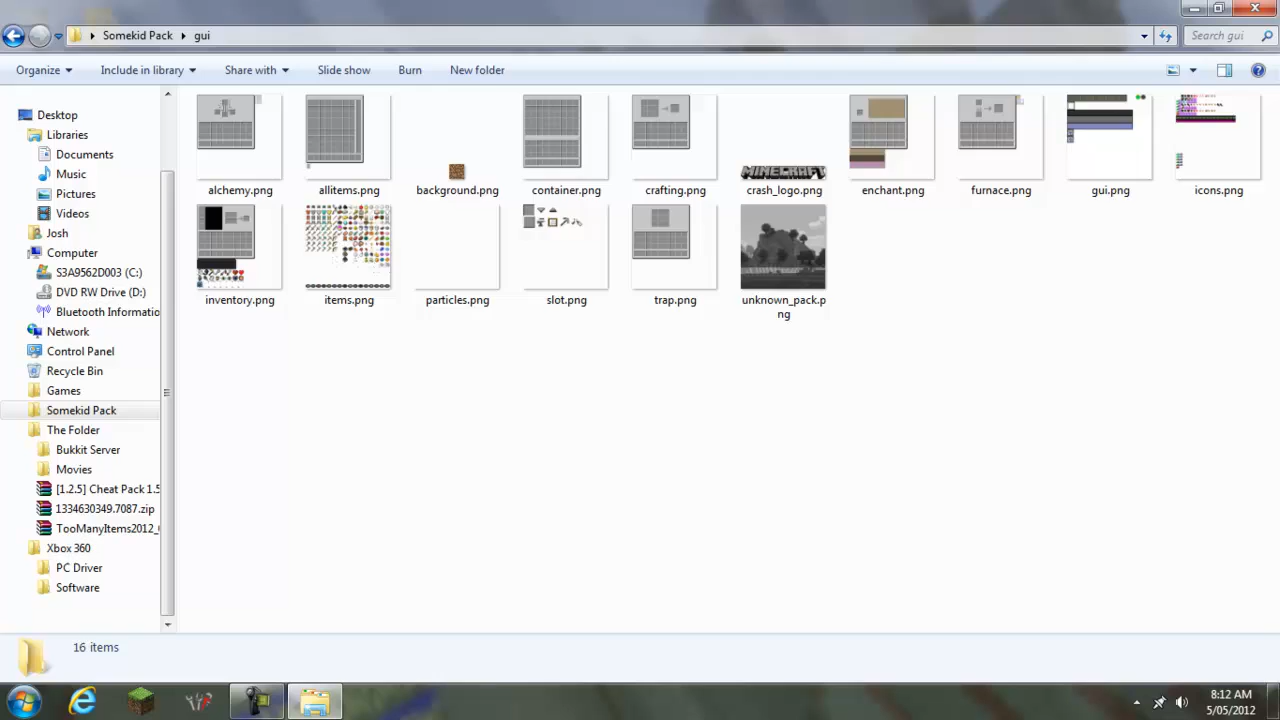 Somekid Pack
gui
Search gui
Organize
Include in library
Share with
Slide show
Burn
New folder
Desktop
Libraries
Documents
Music
Pictures
Videos
Josh
Computer
S3A9562D003 (C:)
DVD RW Drive (D:)
Bluetooth Informatio
Network
Control Panel
Recycle Bin
Games
Somekid Pack
The Folder
Bukkit Server
Movies
[1.2.5] Cheat Pack 1.5
1334630349.7087.zip
TooManyItems2012_
Xbox 360
PC Driver
Software
MINECRAFT
alchemy.png
allitems.png
background.png
container.png
crafting.png
crash_logo.png
enchant.png
furnace.png
gui.png
icons.png
inventory.png
items.png
particles.png
slot.png
trap.png
unknown_pack.p
ng
16 items
8:12 AM
5/05/2012